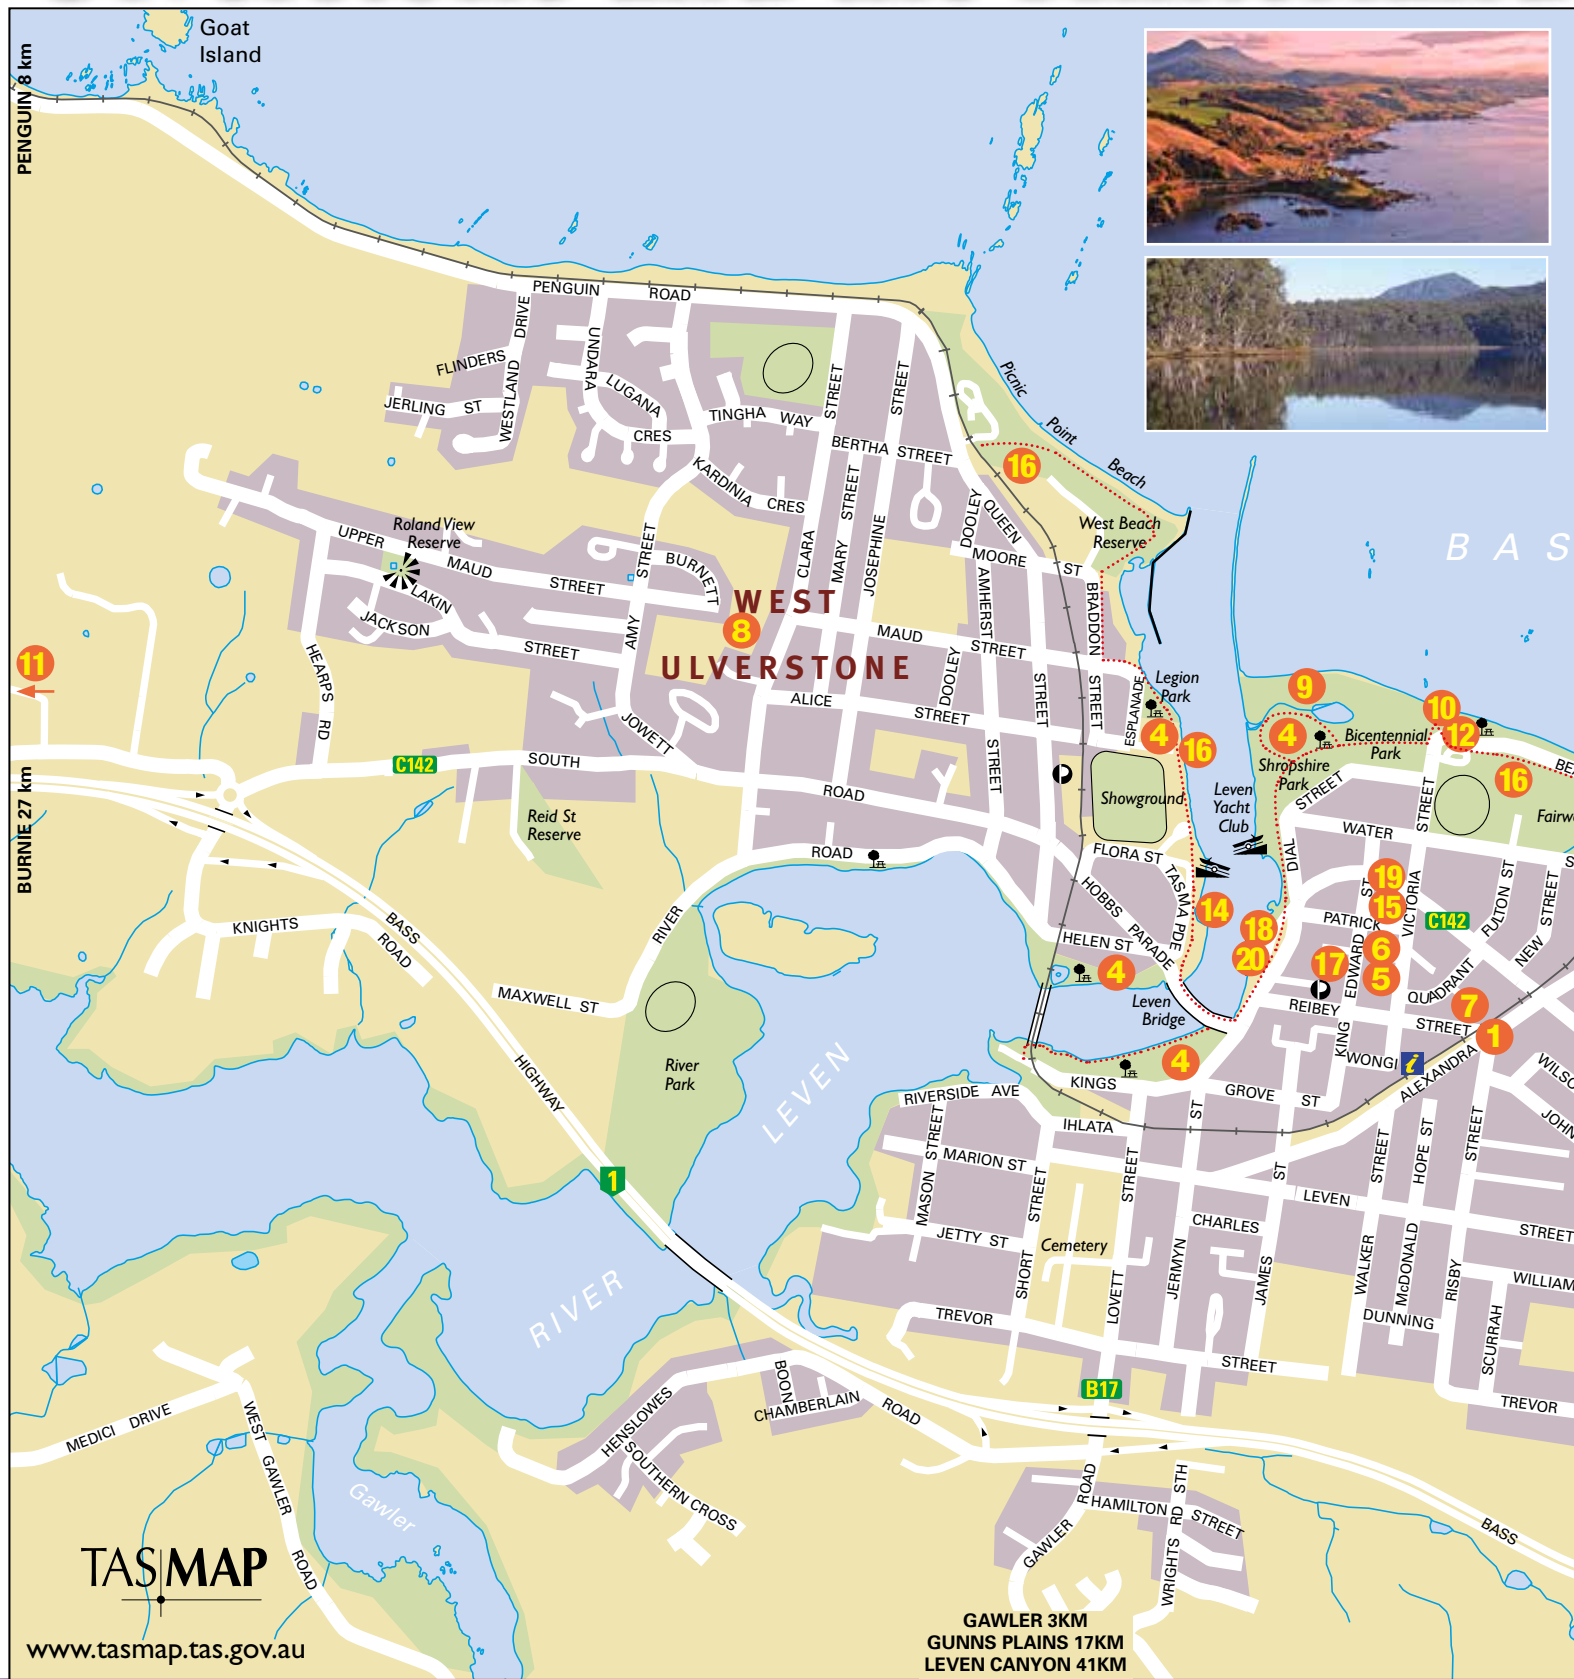 Goat
Island
PENGUIN 8 km
PENGUIN ROAD
FLINDERS
WESTLAND DRIVE
JERLING ST
UNDARA
LUGANA
CRES
TINGHA WAY
STREET
STREET
BERTHA STREET
KARDINIA CRES
Picnic Point Beach
16
West Beach
Reserve
DOOLEY
QUEEN
MOORE ST
BAS
Roland View
Reserve
UPPER MAUD STREET
LAKIN
JACKSON
STREET
AMY STREET
BURNETT
CLARA
MARY STREET
JOSEPHINE
AMHERST
BRADDON
STREET
WEST
8
ULVERSTONE
MAUD STREET
DOOLEY
STREET
ALICE STREET
STREET
ESPLANADE
Legion
Park
4
16
11
HEARPS RD
JOWETT
C142
SOUTH ROAD
Reid St
Reserve
BURNIE 27 km
Showground
9
4
10
12
Bicentennial
Park
Shropshire
Park
16
BE
Fairw
Leven
Yacht
Club
STREET
DIAL
WATER
S
STREET
VICTORIA
ROAD
RIVER
FLORA ST
TASMA PDE
HOBBS PARADE
HELEN ST
4
14
18
20
19
15
ST
PATRICK
C142
6
5
EDWARD
KING
17
FULTON ST
NEW STREET
QUADRANT
REIBEY STREET
7
1
WONGI
i
ALEXANDRA
WILSO
JOHN
KNIGHTS ROAD
BASS
HIGHWAY
MAXWELL ST
River
Park
LEVEN
RIVER
Leven
Bridge
4
KINGS
GROVE ST
RIVERSIDE AVE
IHLATA
MARION ST
MASON STREET
JETTY ST
SHORT STREET
Cemetery
LOVETT STREET
JERMYN ST
CHARLES
JAMES ST
LEVEN STREET
WALKER STREET
McDONALD
HOPE ST
RISBY STREET
WILLIAM
DUNNING
SCURRAH
1
TREVOR STREET
TREVOR
B17
BOON
CHAMBERLAIN
HENSLOWES ROAD
SOUTHERN CROSS
MEDICI DRIVE
WEST GAWLER ROAD
Gawler
GAWLER ROAD
HAMILTON STREET
WRIGHTS RD STH
BASS
TASMAP
www.tasmap.tas.gov.au
GAWLER 3KM
GUNNS PLAINS 17KM
LEVEN CANYON 41KM